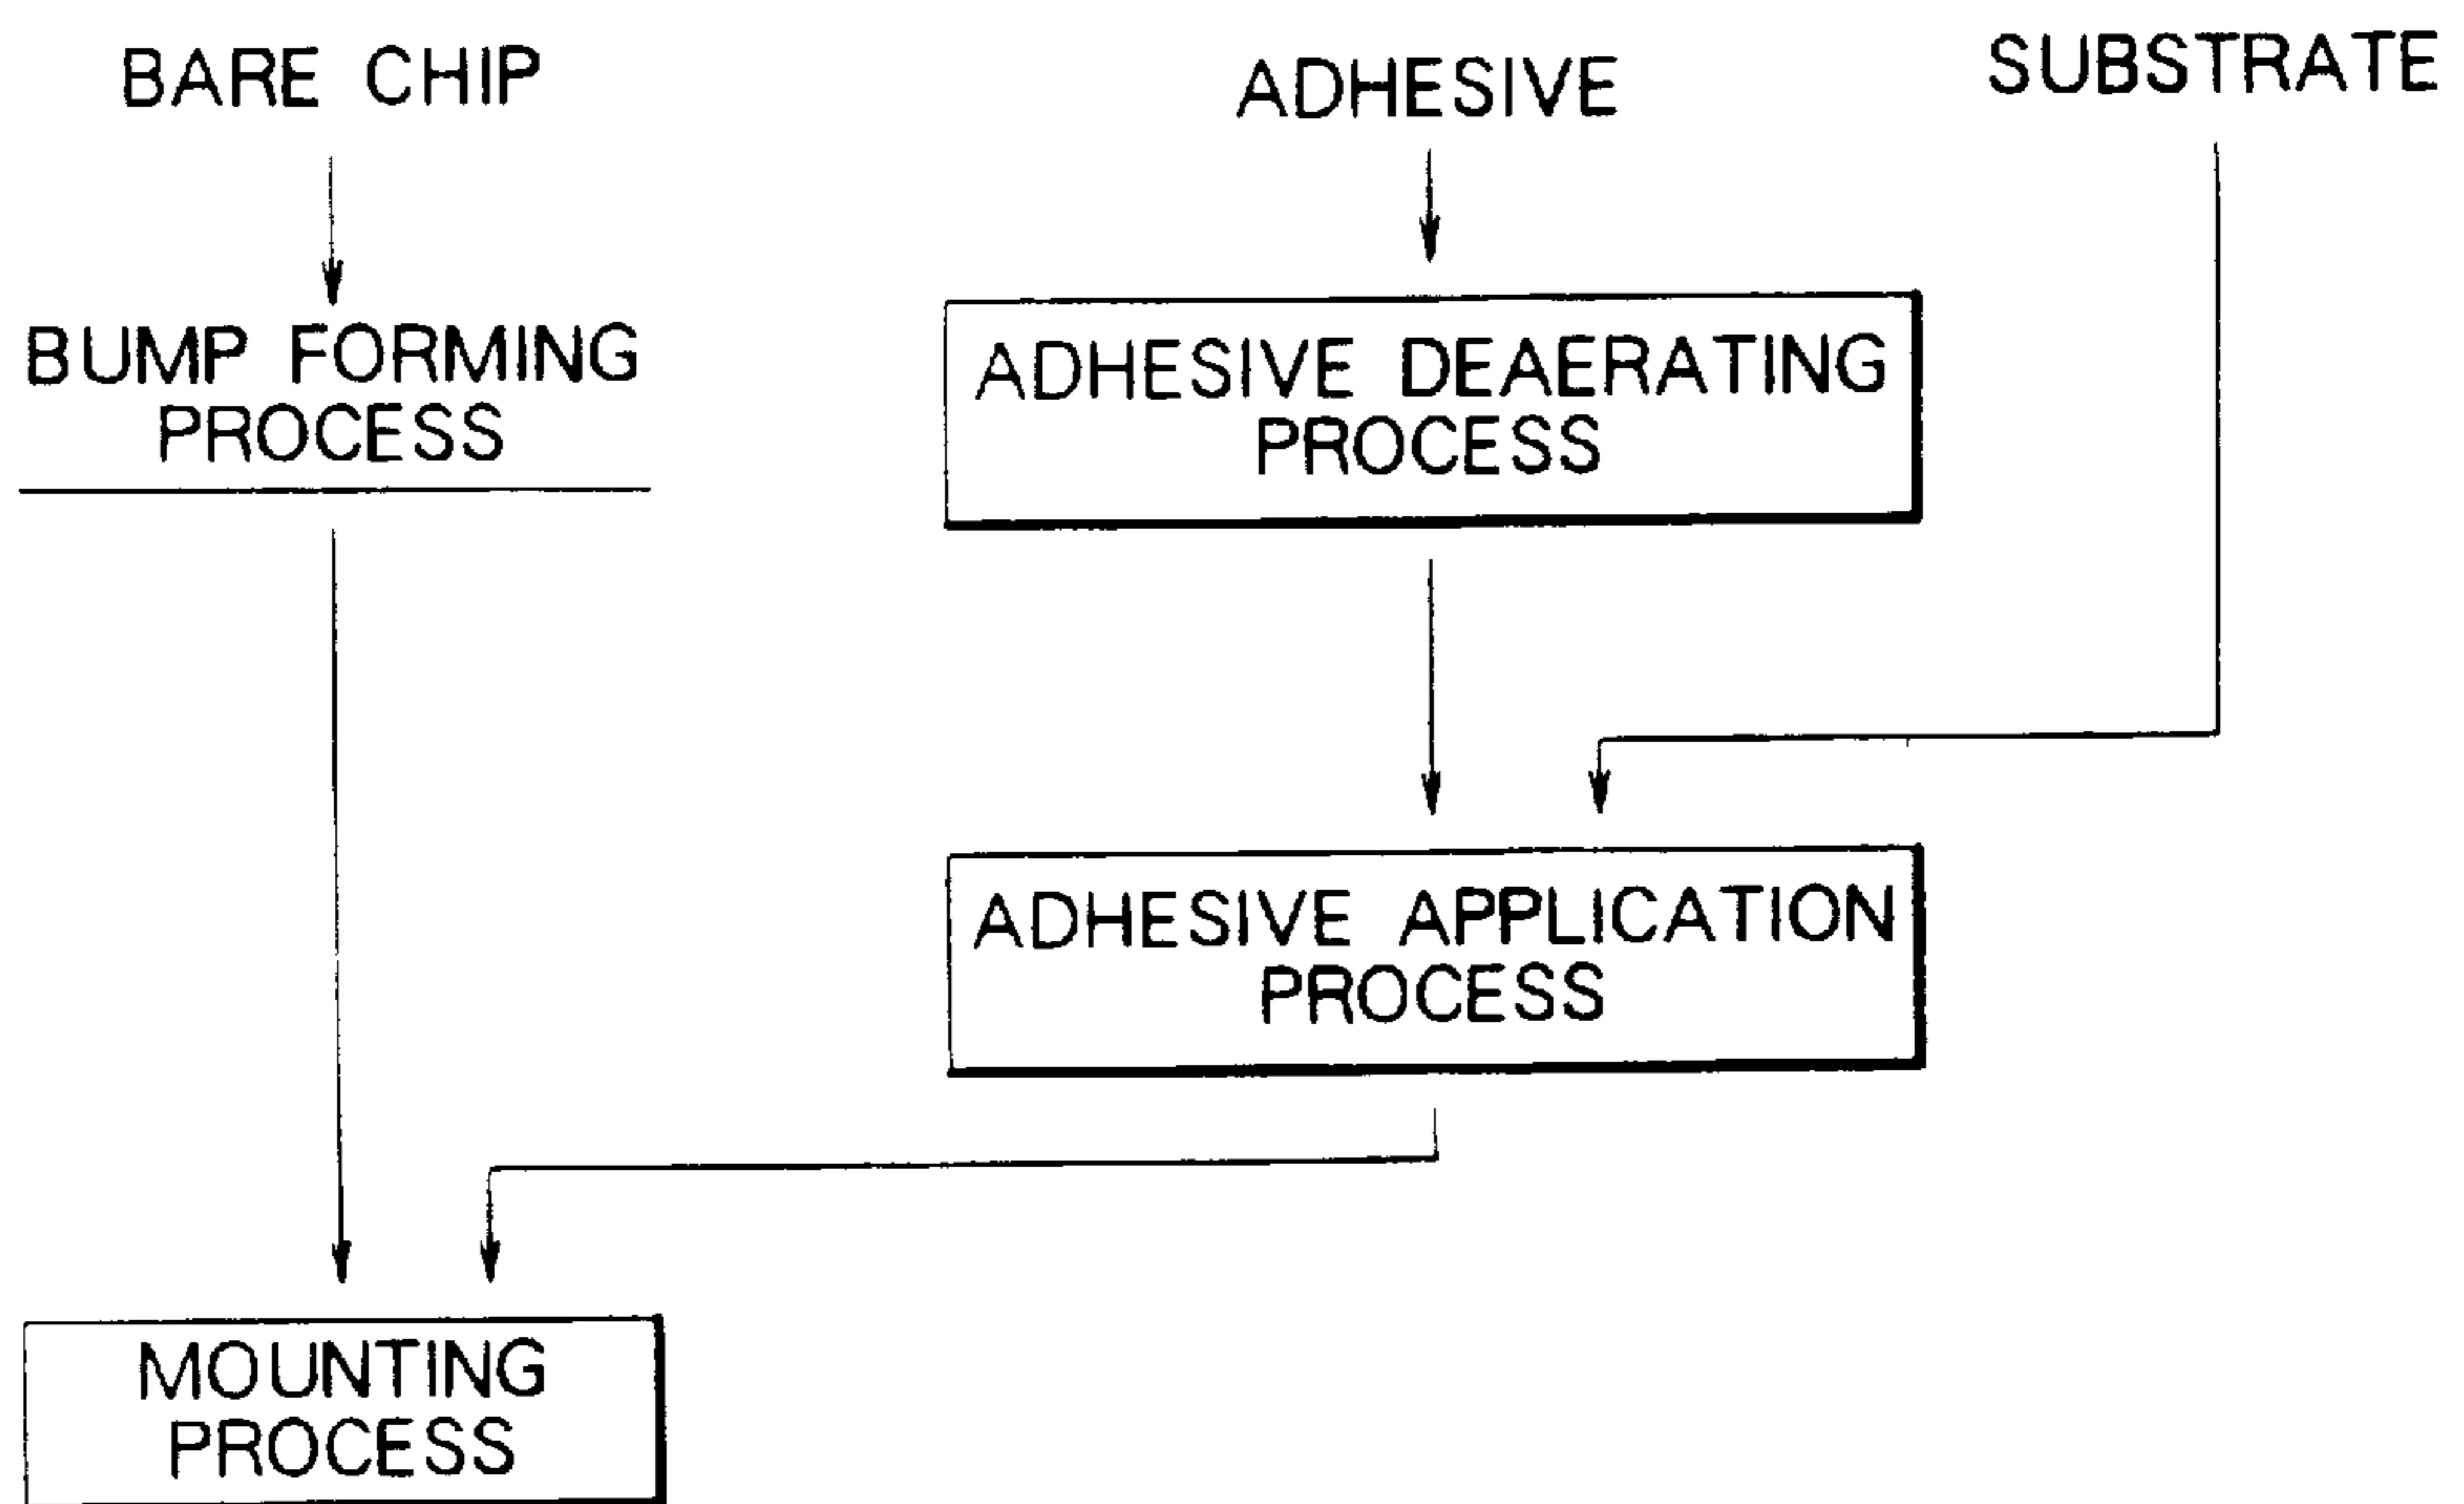 BARE CHIP
ADHESIVE
SUBSTRATE
BUMP FORMING
PROCESS
ADHESIVE DEAERATING
PROCESS
ADHESIVE APPLICATION
PROCESS
MOUNTING
PROCESS